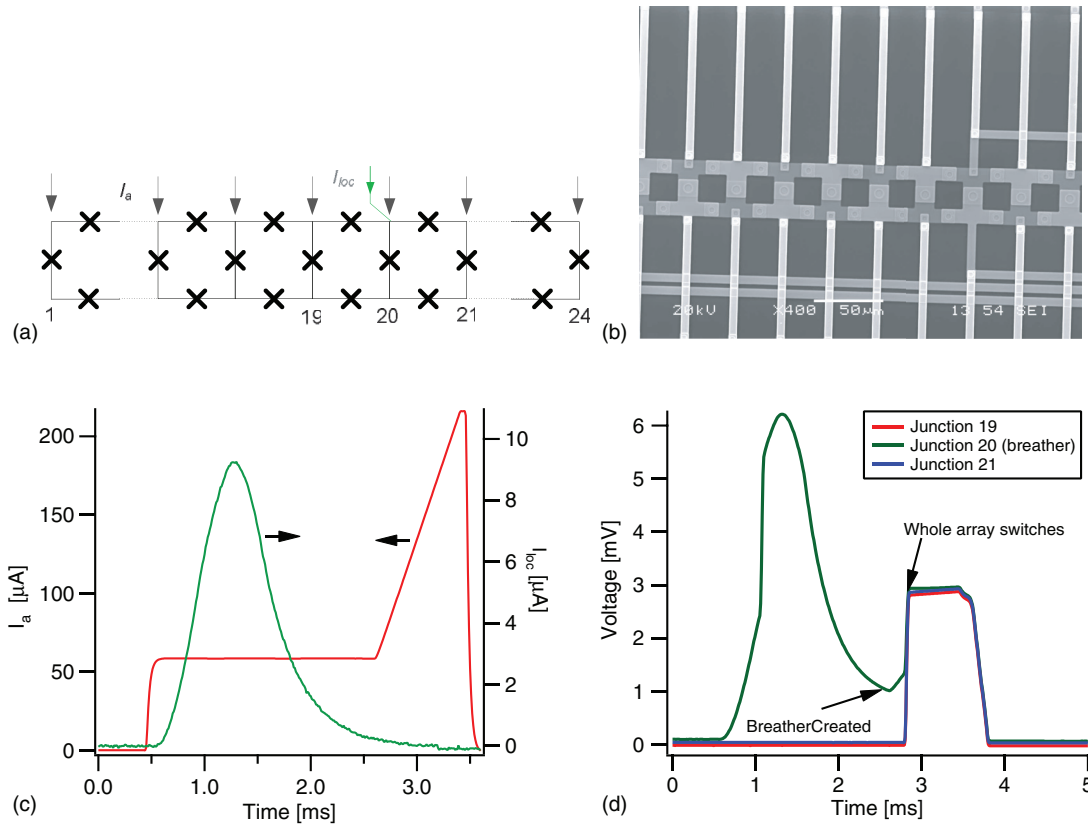 I_a
I_loc
1
19
20
21
24
(a)
20kV X400 50µm 13 54 SEI
(b)
200
150
100
50
0
I_a [µA]
10
8
6
4
2
0
I_loc [µA]
0.0 1.0 2.0 3.0
Time [ms]
(c)
6
5
4
3
2
1
0
Voltage [mV]
Junction 19
Junction 20 (breather)
Junction 21
Whole array switches
BreatherCreated
0 1 2 3 4 5
Time [ms]
(d)